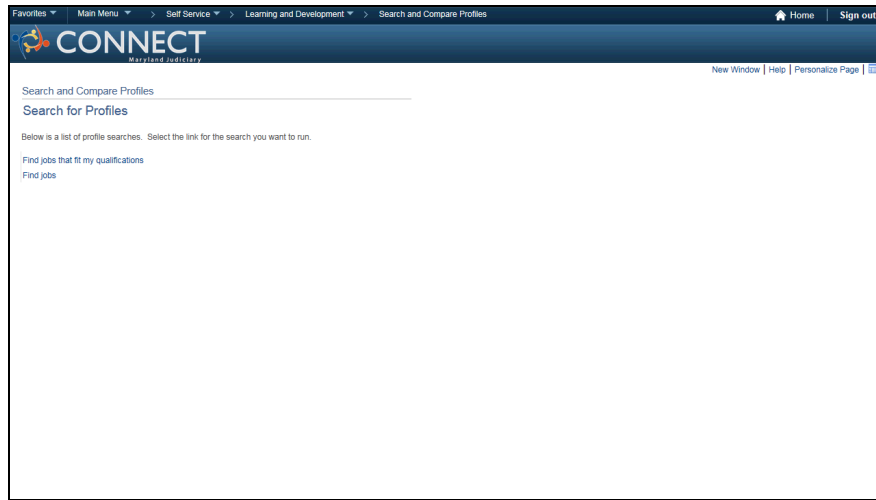 Favorites Main Menu > Self Service > Learning and Development > Search and Compare Profiles Home Sign out
CONNECT
Maryland Judiciary
New Window | Help | Personalize Page |
Search and Compare Profiles
Search for Profiles
Below is a list of profile searches. Select the link for the search you want to run.
Find jobs that fit my qualifications
Find jobs